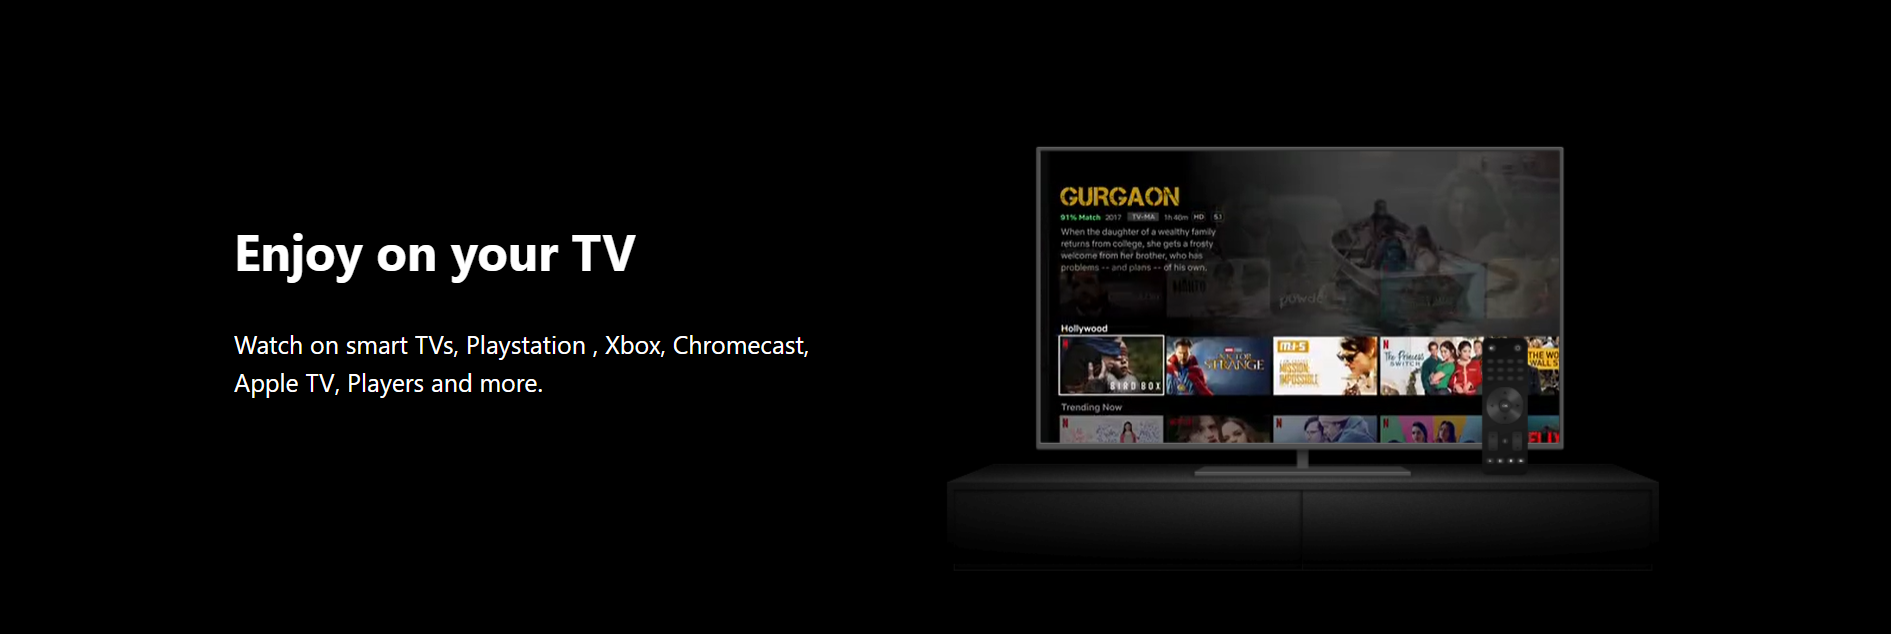 Enjoy on your TV
Watch on smart TVs, Playstation , Xbox, Chromecast,
Apple TV, Players and more.
GURGAON
91% Match 2017 TV-MA 1h 40m HD 5.1
When the daughter of a wealthy family
returns from college, she gets a frosty
welcome from her brother, who has
problems -- and plans -- of his own.
powder
Hollywood
N BIRD BOX
STRANGE
M:I-5
MISSION:
IMPOSSIBLE
N The Princess
SWITCH
THE WO
WALL S
Trending Now
N
N
N
FLIX